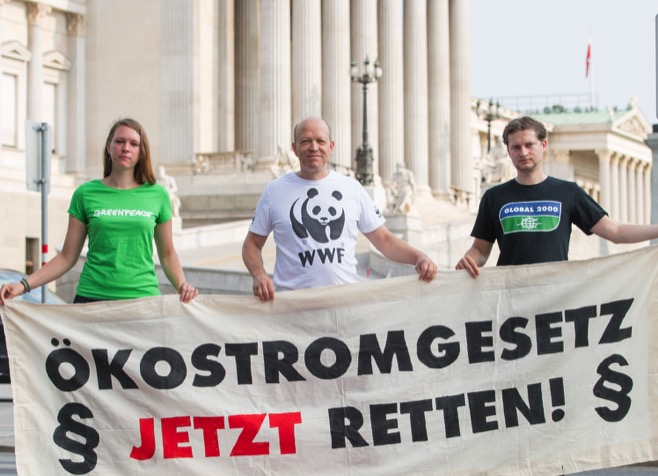 GREENPEACE
WWF
GLOBAL 2000
ÖKOSTROMGESETZ
§ JETZT RETTEN! §